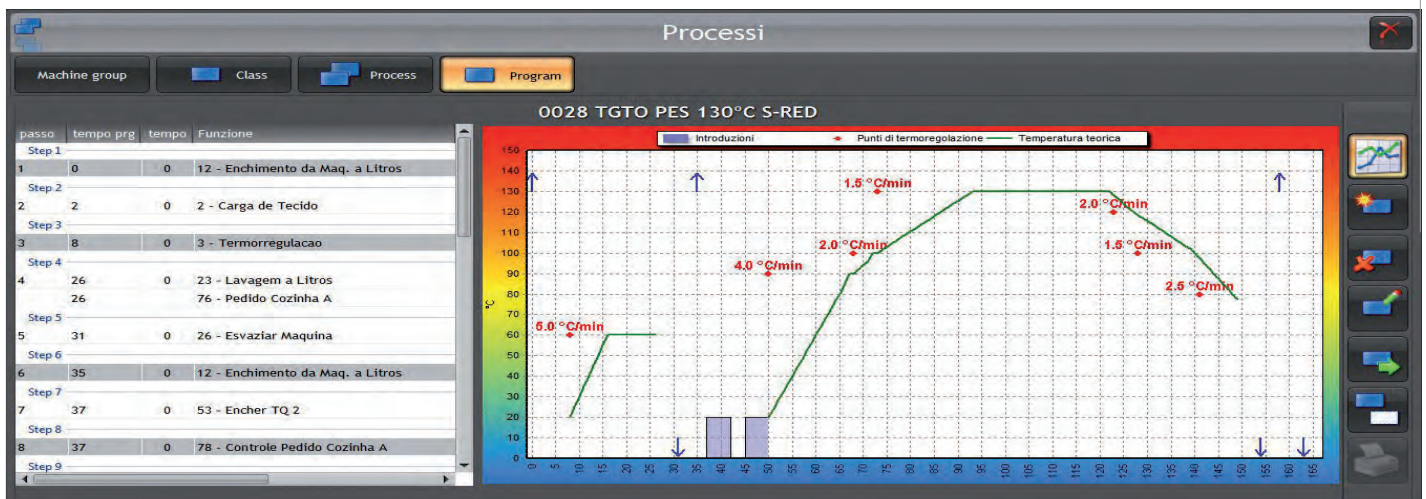 Processi
Machine group Class Process Program
0028 TGTO PES 130°C S-RED
passo tempo prg tempo Funzione
Step 1
1 0 0 12 - Enchimento da Maq. a Litros
Step 2
2 2 0 2 - Carga de Tecido
Step 3
3 8 0 3 - Termorregulacao
Step 4
4 26 0 23 - Lavagem a Litros
26 76 - Pedido Cozinha A
Step 5
5 31 0 26 - Esvaziar Maquina
Step 6
6 35 0 12 - Enchimento da Maq. a Litros
Step 7
7 37 0 53 - Encher TQ 2
Step 8
8 37 0 78 - Controle Pedido Cozinha A
Step 9
Introduzioni Punti di termoregolazione Temperatura teorica
150
140
130
120
110
100
90
80
70
60
50
40
30
20
10
0
°C
5.0 °C/min
4.0 °C/min
2.0 °C/min
1.5 °C/min
2.0 °C/min
1.5 °C/min
2.5 °C/min
0 5 10 15 20 25 30 35 40 45 50 55 60 65 70 75 80 85 90 95 100 105 110 115 120 125 130 135 140 145 150 155 160 165